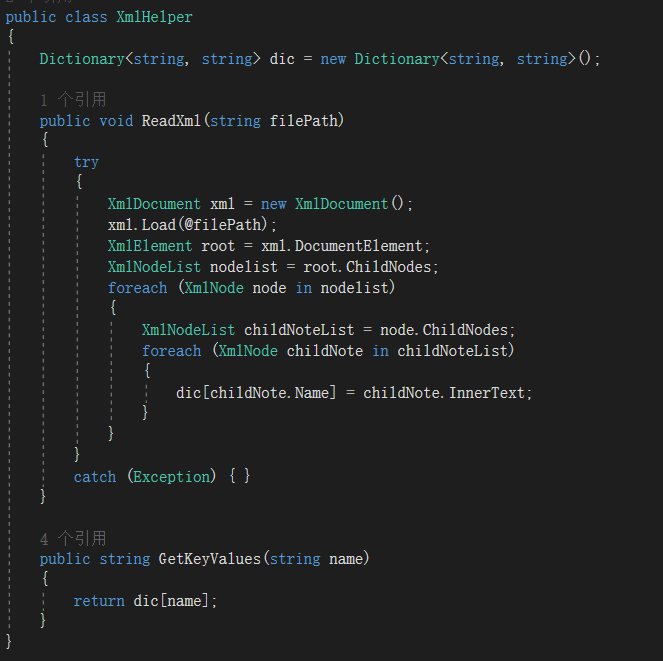 个引用
public class XmlHelper
{
Dictionary<string, string> dic = new Dictionary<string, string>();
1 个引用
public void ReadXml(string filePath)
{
try
{
XmlDocument xml = new XmlDocument();
xml.Load(@filePath);
XmlElement root = xml.DocumentElement;
XmlNodeList nodelist = root.ChildNodes;
foreach (XmlNode node in nodelist)
{
XmlNodeList childNoteList = node.ChildNodes;
foreach (XmlNode childNote in childNoteList)
{
dic[childNote.Name] = childNote.InnerText;
}
}
}
catch (Exception) { }
}
4 个引用
public string GetKeyValues(string name)
{
return dic[name];
}
}